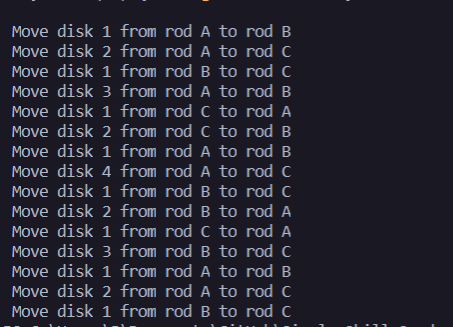 Move disk 1 from rod A to rod B
Move disk 2 from rod A to rod C
Move disk 1 from rod B to rod C
Move disk 3 from rod A to rod B
Move disk 1 from rod C to rod A
Move disk 2 from rod C to rod B
Move disk 1 from rod A to rod B
Move disk 4 from rod A to rod C
Move disk 1 from rod B to rod C
Move disk 2 from rod B to rod A
Move disk 1 from rod C to rod A
Move disk 3 from rod B to rod C
Move disk 1 from rod A to rod B
Move disk 2 from rod A to rod C
Move disk 1 from rod B to rod C